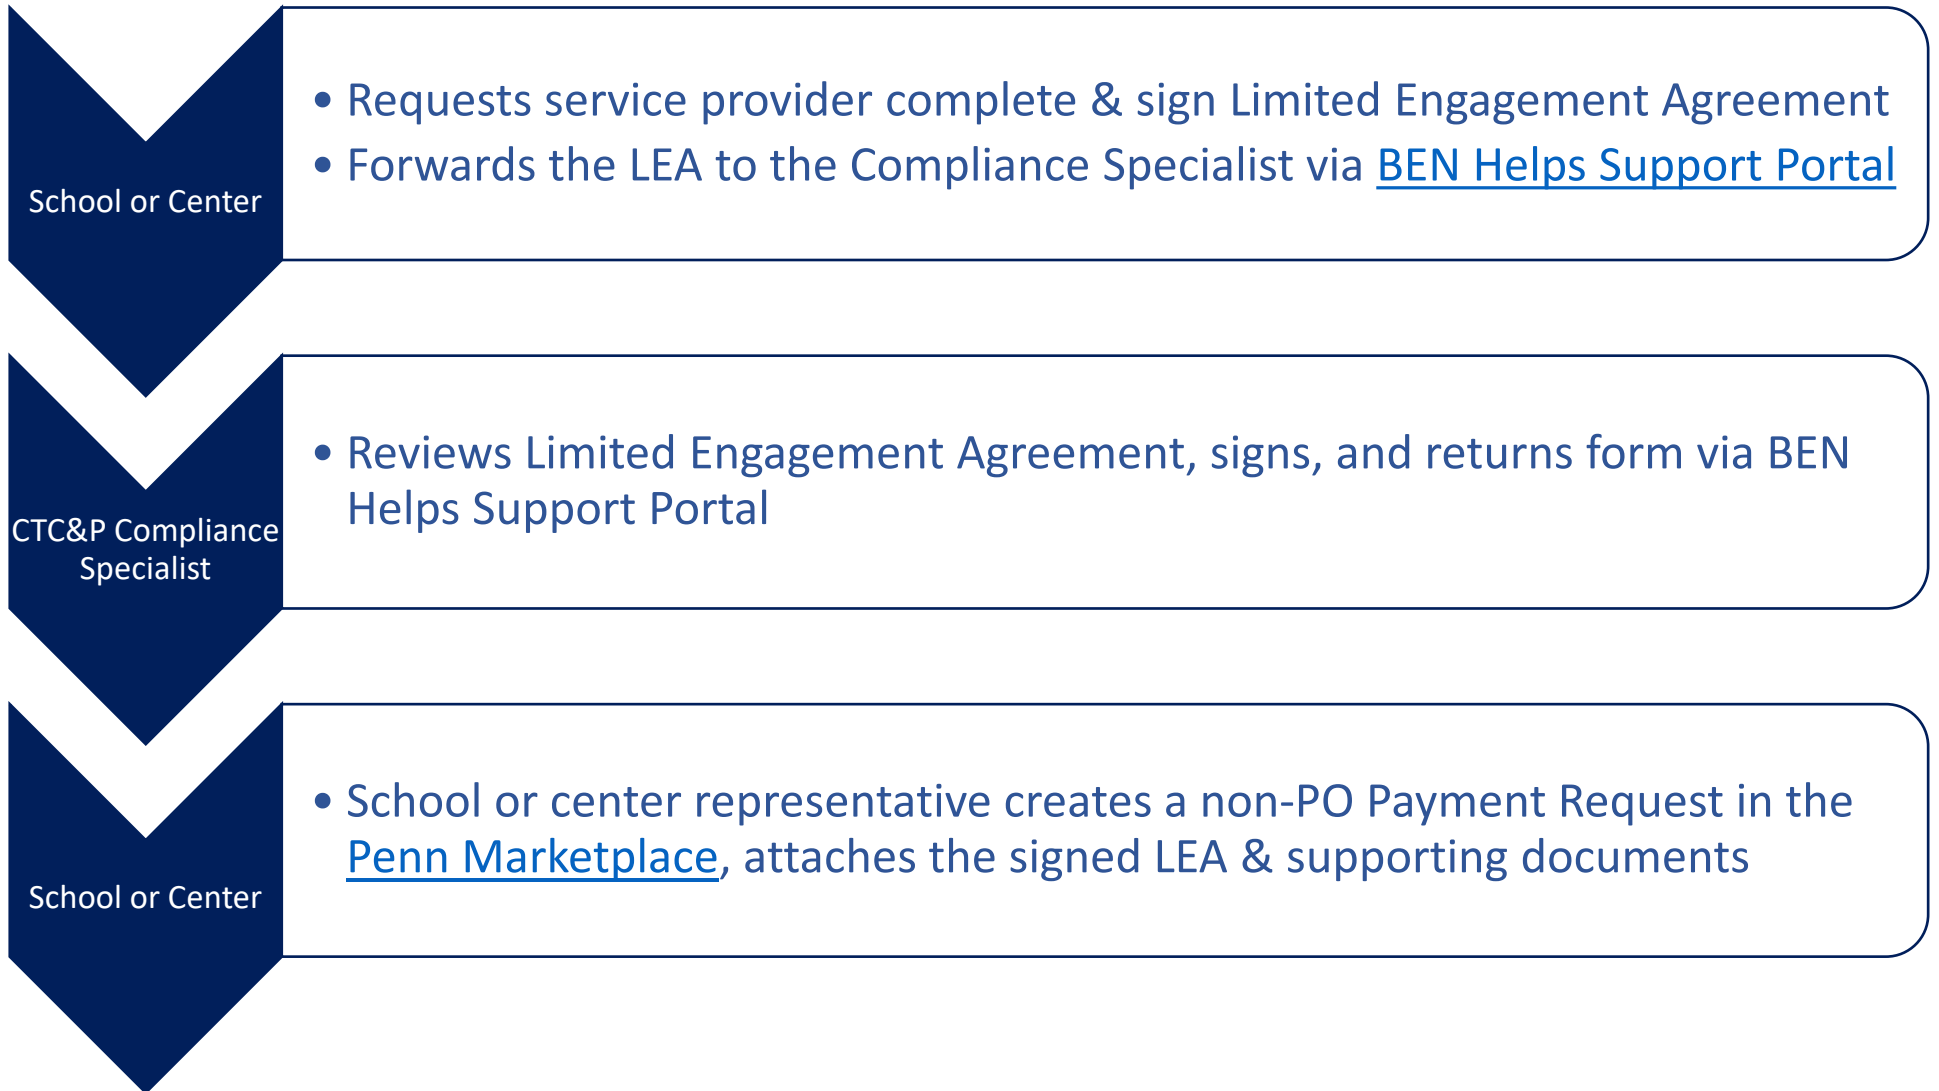 School or Center
• Requests service provider complete & sign Limited Engagement Agreement
• Forwards the LEA to the Compliance Specialist via BEN Helps Support Portal
CTC&P Compliance
Specialist
• Reviews Limited Engagement Agreement, signs, and returns form via BEN
Helps Support Portal
School or Center
• School or center representative creates a non-PO Payment Request in the
Penn Marketplace, attaches the signed LEA & supporting documents